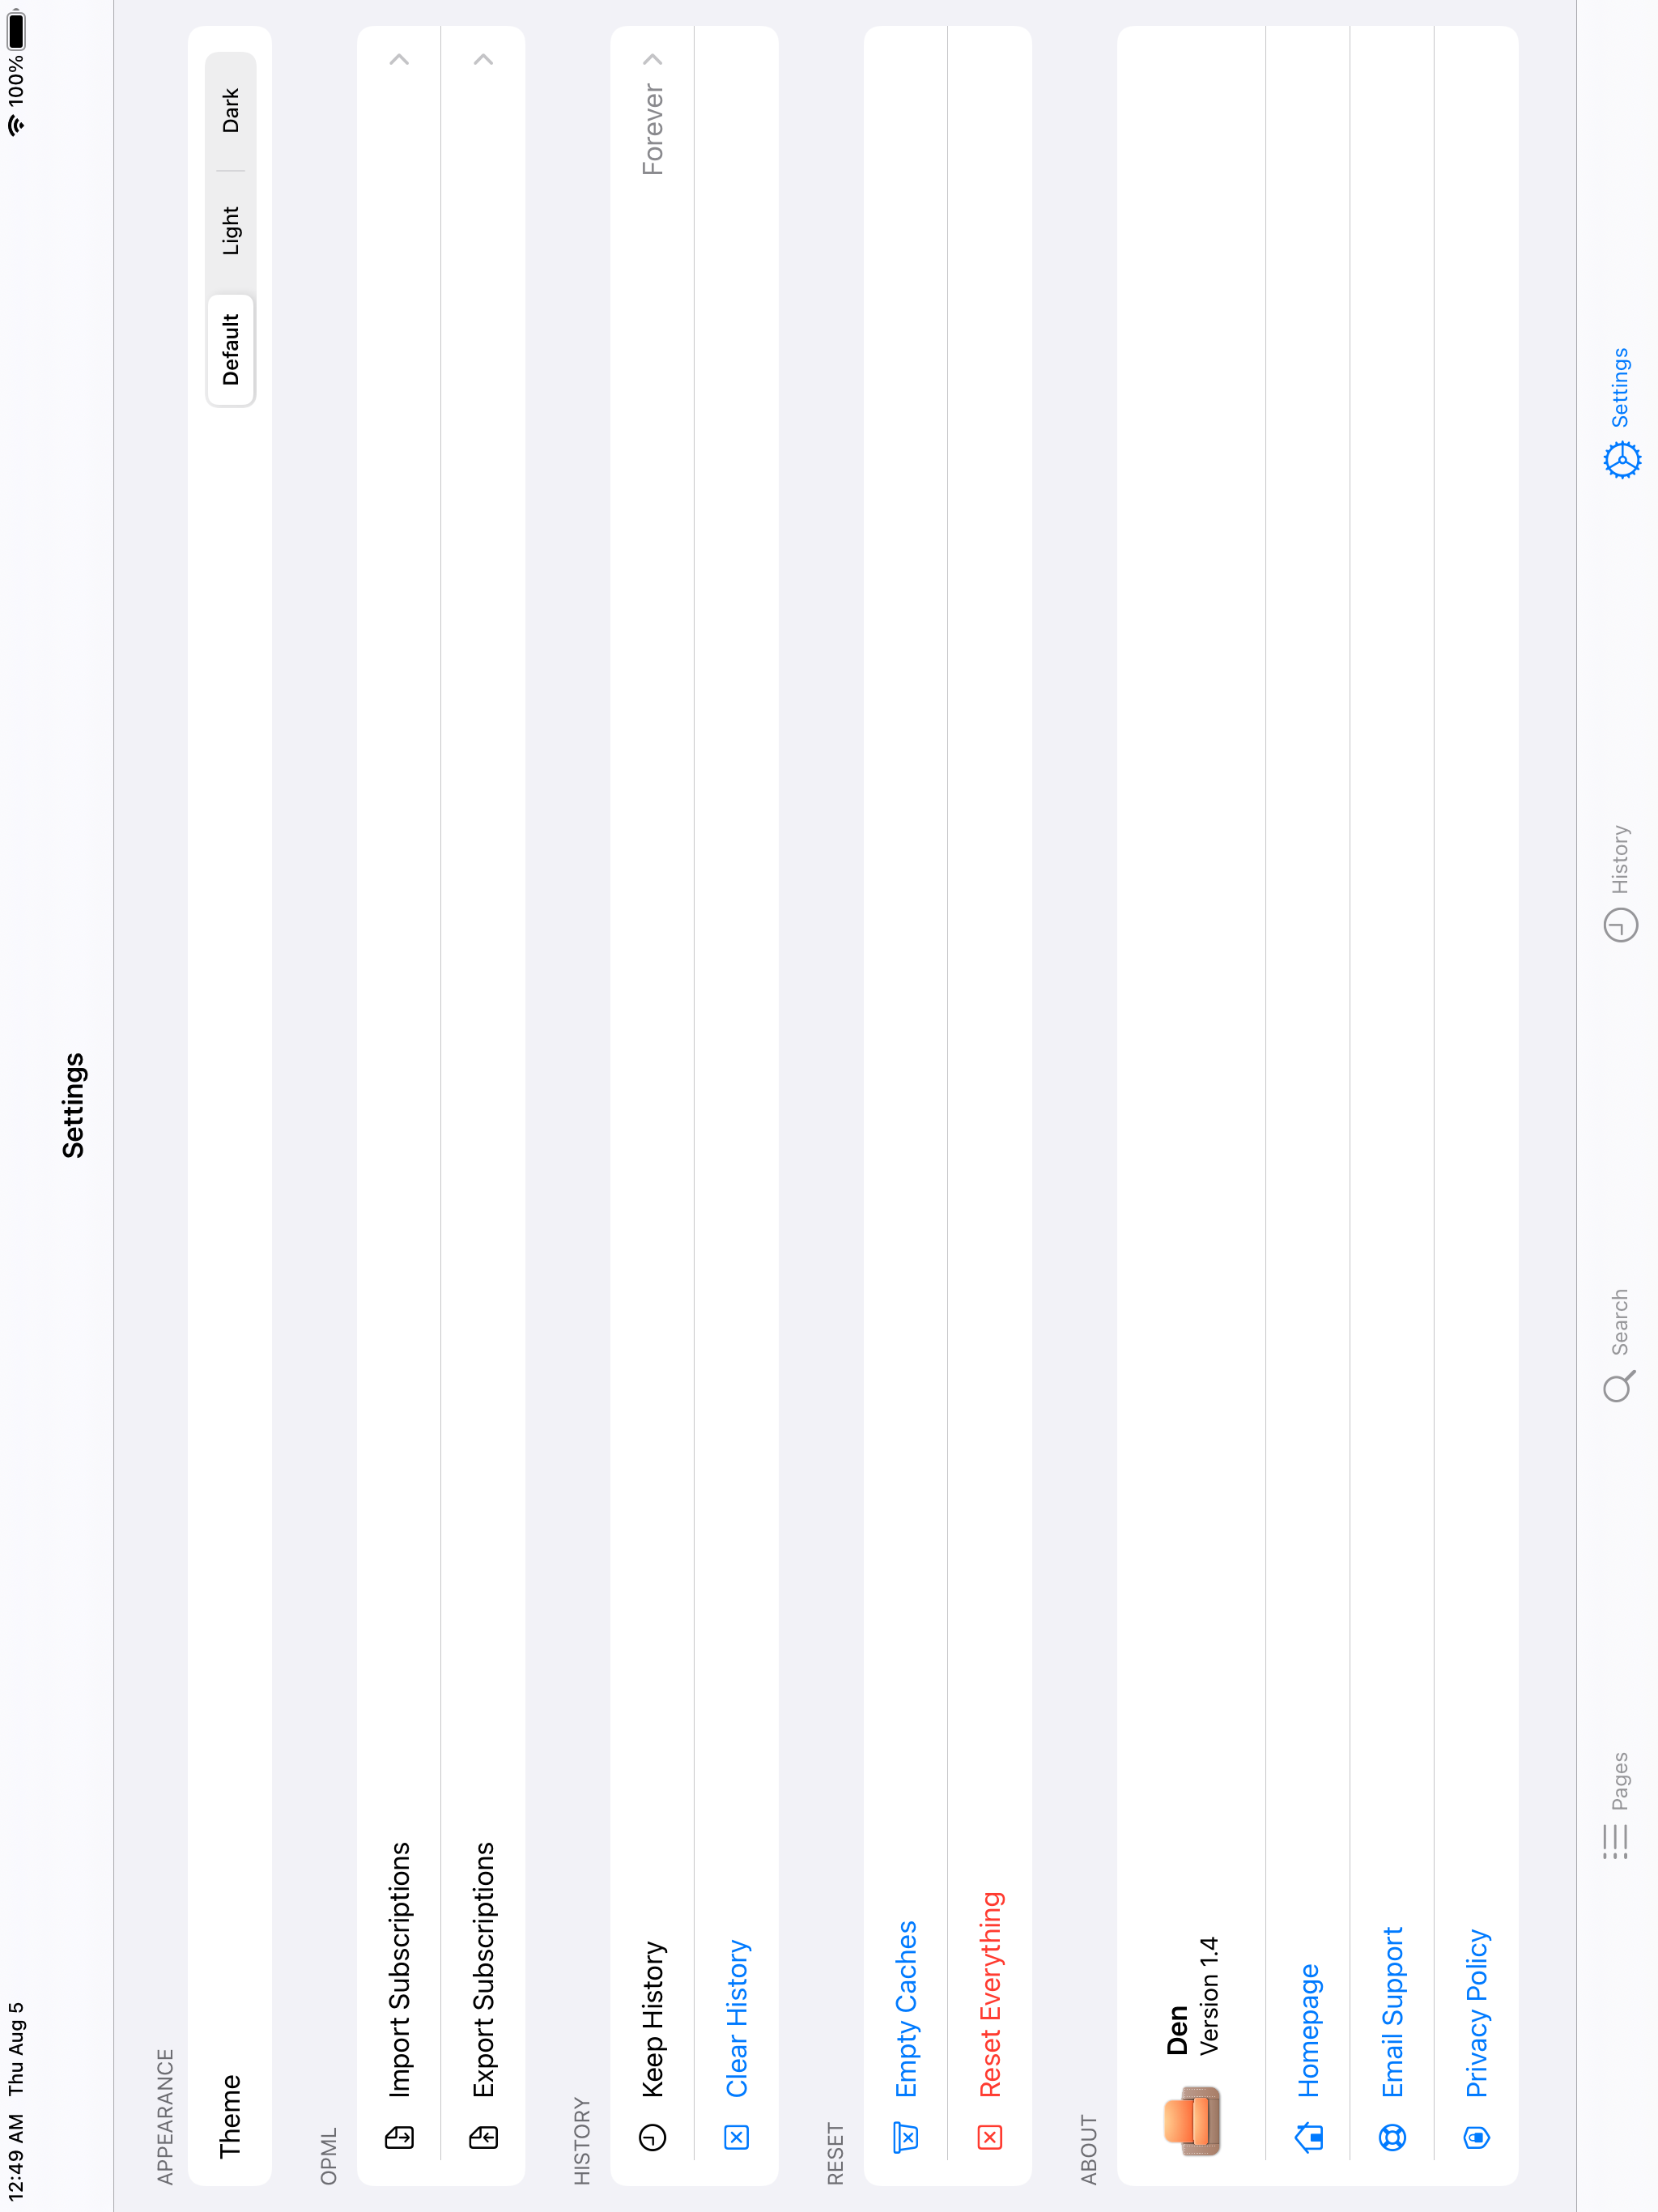 12:49 AM Thu Aug 5
100%
Settings
APPEARANCE
Theme
Default Light Dark
OPML
Import Subscriptions
Export Subscriptions
HISTORY
Keep History Forever
Clear History
RESET
Empty Caches
Reset Everything
ABOUT
Den
Version 1.4
Homepage
Email Support
Privacy Policy
Pages Search History Settings